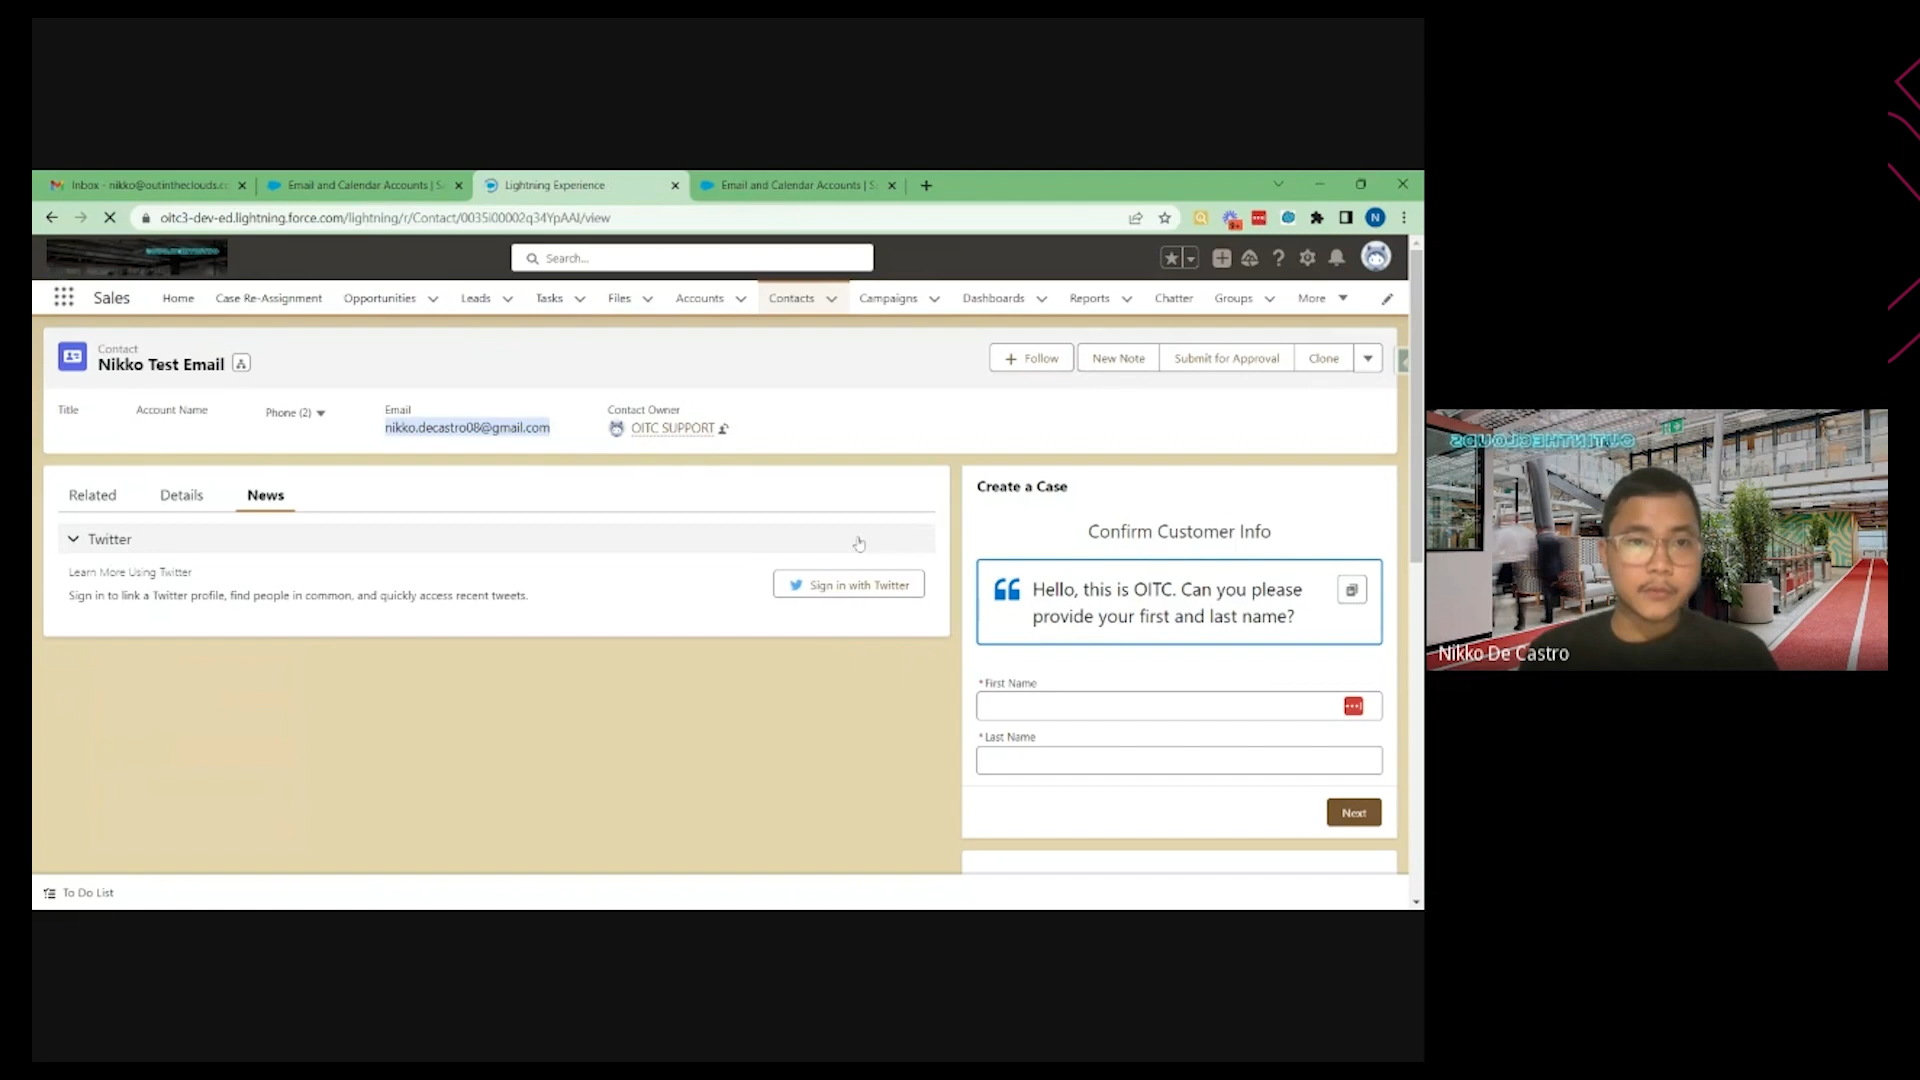 Inbox - nikko@outintheclouds.c
Email and Calendar Accounts | S
Lightning Experience
Email and Calendar Accounts | S
oitc3-dev-ed.lightning.force.com/lightning/r/Contact/0035i00002q34YpAAI/view
N
Search...
Sales
Home
Case Re-Assignment
Opportunities
Leads
Tasks
Files
Accounts
Contacts
Campaigns
Dashboards
Reports
Chatter
Groups
More
Contact
Nikko Test Email
Follow
New Note
Submit for Approval
Clone
Title
Account Name
Phone (2)
Email
nikko.decastro08@gmail.com
Contact Owner
OITC SUPPORT
Related
Details
News
Twitter
Learn More Using Twitter
Sign in to link a Twitter profile, find people in common, and quickly access recent tweets.
Sign in with Twitter
Create a Case
Confirm Customer Info
Hello, this is OITC. Can you please
provide your first and last name?
*First Name
*Last Name
Next
To Do List
OUTINTHECLOUDS
Nikko De Castro